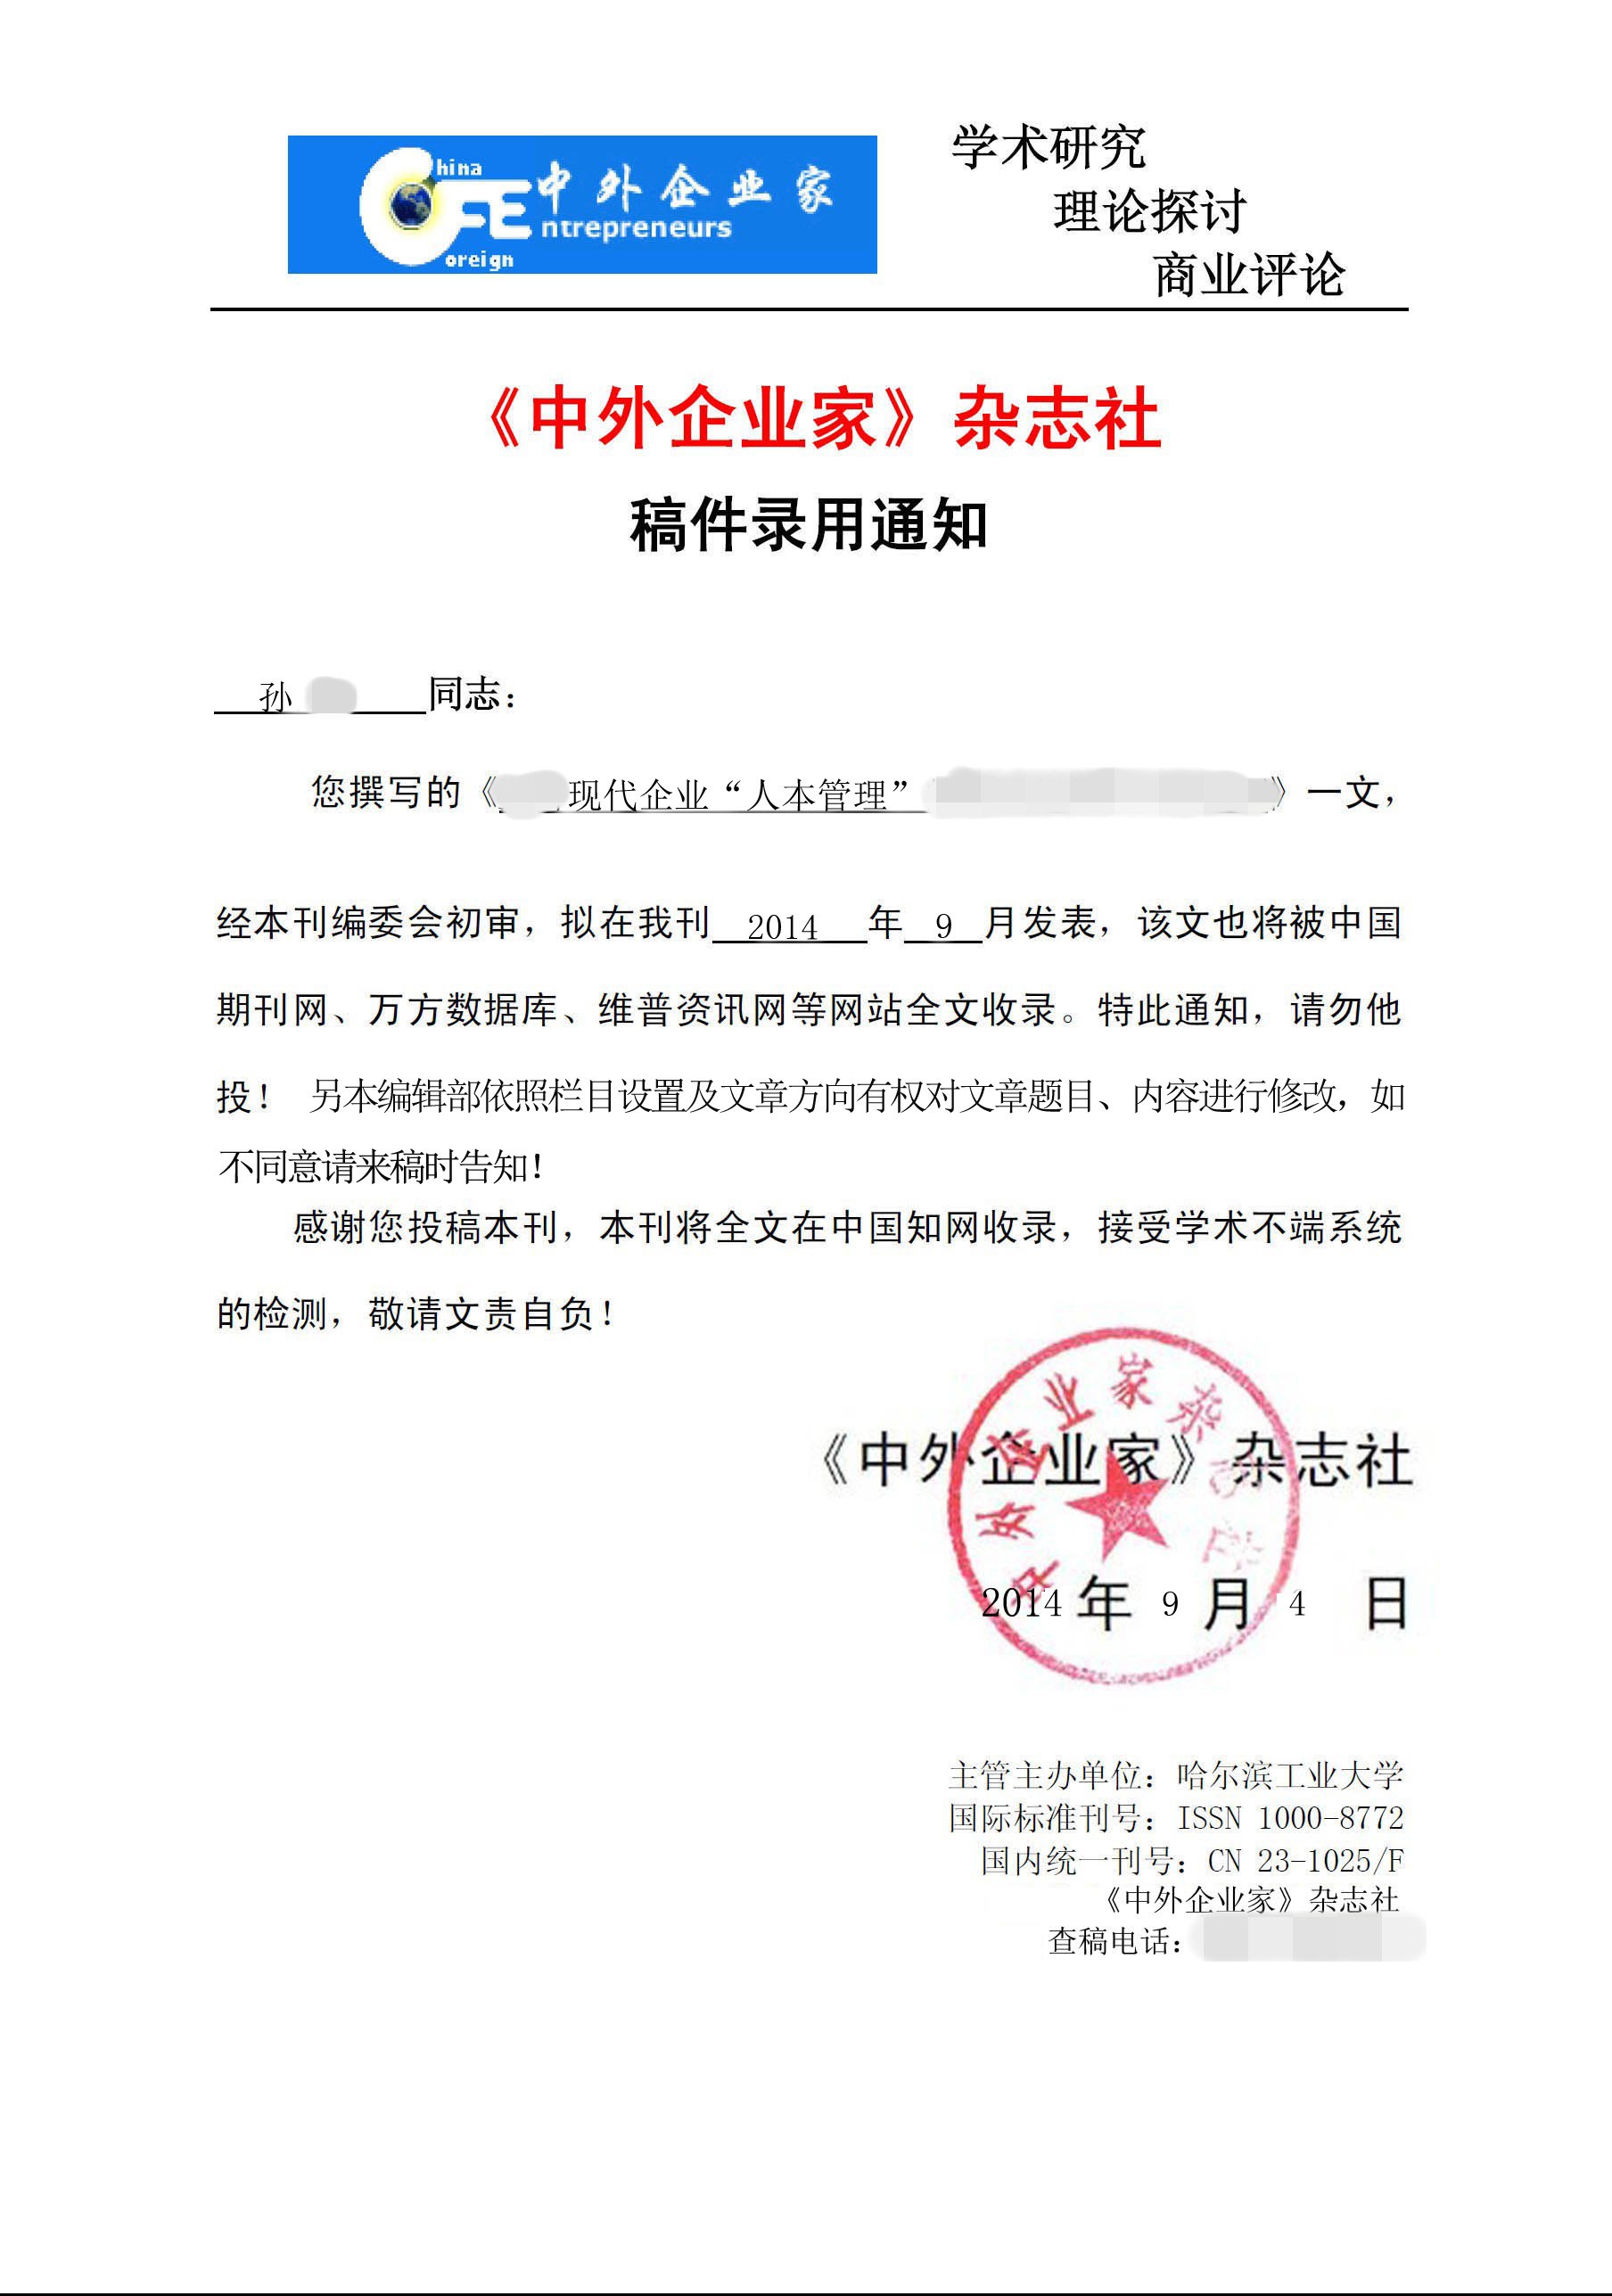 China
中外企业家
Entrepreneurs
Foreign
学术研究
理论探讨
商业评论
《中外企业家》杂志社
稿件录用通知
孙 同志：
您撰写的《 现代企业“人本管理” 》一文，
经本刊编委会初审，拟在我刊 2014 年 9 月发表，该文也将被中国
期刊网、万方数据库、维普资讯网等网站全文收录。特此通知，请勿他
投！ 另本编辑部依照栏目设置及文章方向有权对文章题目、内容进行修改，如
不同意请来稿时告知！
感谢您投稿本刊，本刊将全文在中国知网收录，接受学术不端系统
的检测，敬请文责自负！
中外企业家杂志社
《中外企业家》杂志社
2014 年 9 月 4 日
主管主办单位：哈尔滨工业大学
国际标准刊号：ISSN 1000-8772
国内统一刊号：CN 23-1025/F
《中外企业家》杂志社
查稿电话：